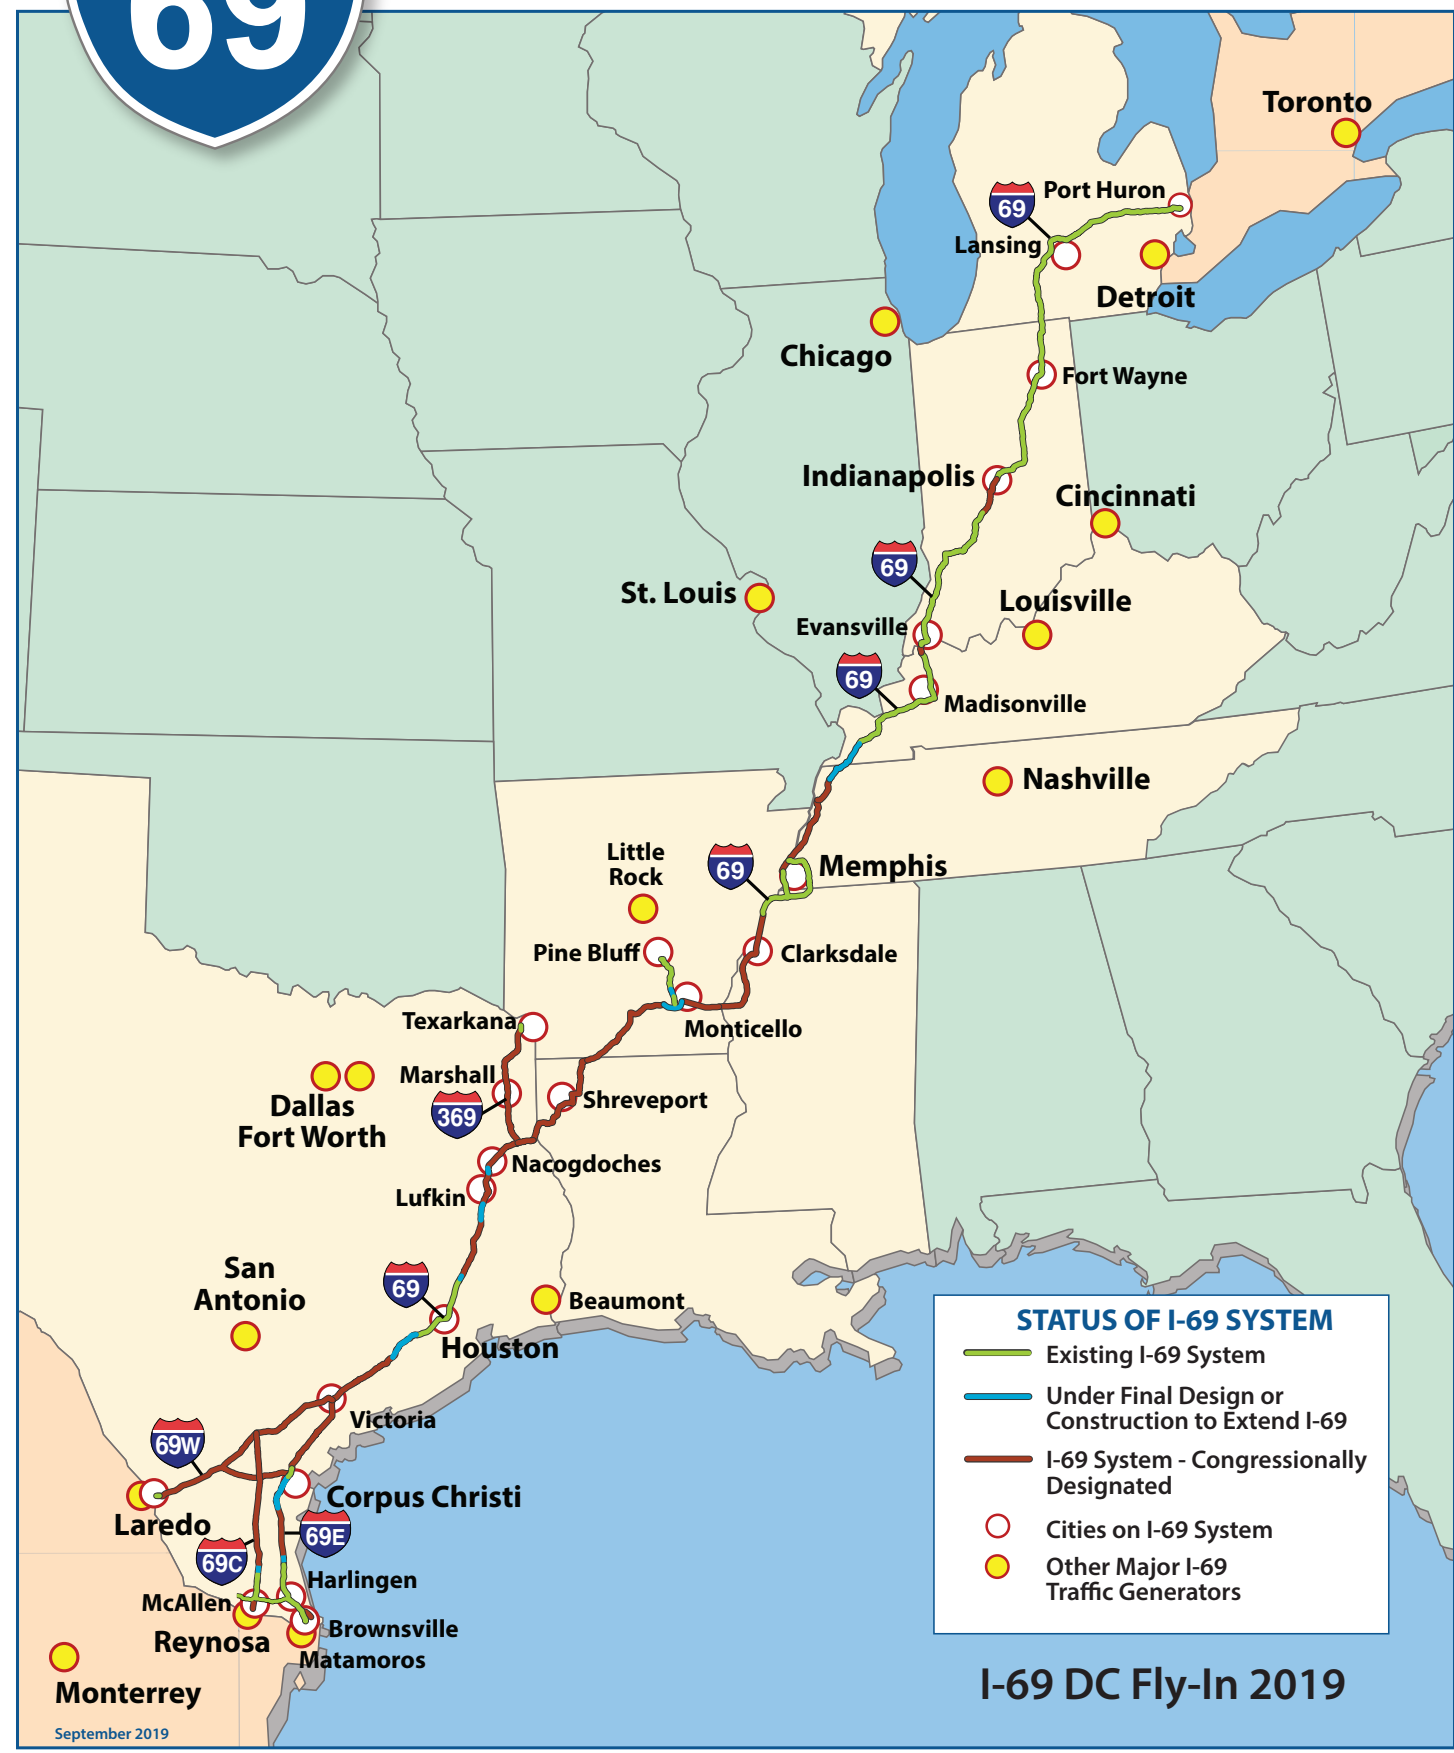 69
Toronto
Port Huron
69
Lansing
Detroit
Chicago
Fort Wayne
Indianapolis
Cincinnati
69
St. Louis
Louisville
Evansville
69
Madisonville
Nashville
Little
Rock
69
Memphis
Pine Bluff
Clarksdale
Texarkana
Monticello
Marshall
369
Shreveport
Dallas
Fort Worth
Nacogdoches
Lufkin
San
Antonio
69
Beaumont
Houston
Victoria
69W
Corpus Christi
Laredo
69E
69C
Harlingen
McAllen
Reynosa
Brownsville
Matamoros
Monterrey
September 2019
STATUS OF I-69 SYSTEM
Existing I-69 System
Under Final Design or
Construction to Extend I-69
I-69 System - Congressionally
Designated
Cities on I-69 System
Other Major I-69
Traffic Generators
I-69 DC Fly-In 2019